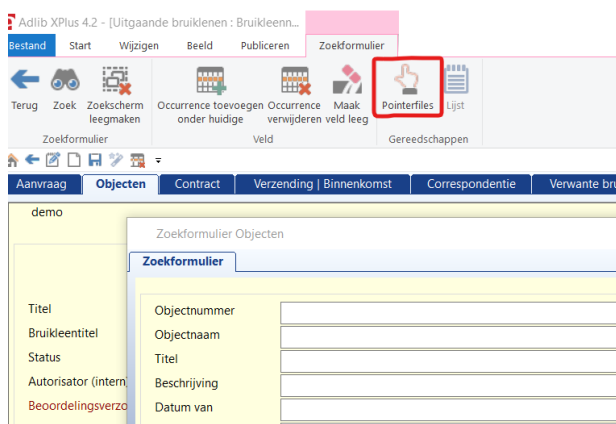 Adlib XPlus 4.2 - [Uitgaande bruiklenen : Bruikleenn...
Bestand Start Wijzigen Beeld Publiceren Zoekformulier
Terug Zoek Zoekscherm leegmaken Occurrence toevoegen onder huidige Occurrence verwijderen Maak veld leeg Pointerfiles Lijst
Zoekformulier Veld Gereedschappen
Aanvraag Objecten Contract Verzending | Binnenkomst Correspondentie Verwante bru
demo
Zoekformulier Objecten
Zoekformulier
Titel
Bruikleentitel
Status
Autorisator (intern)
Beoordelingsverzo
Objectnummer
Objectnaam
Titel
Beschrijving
Datum van